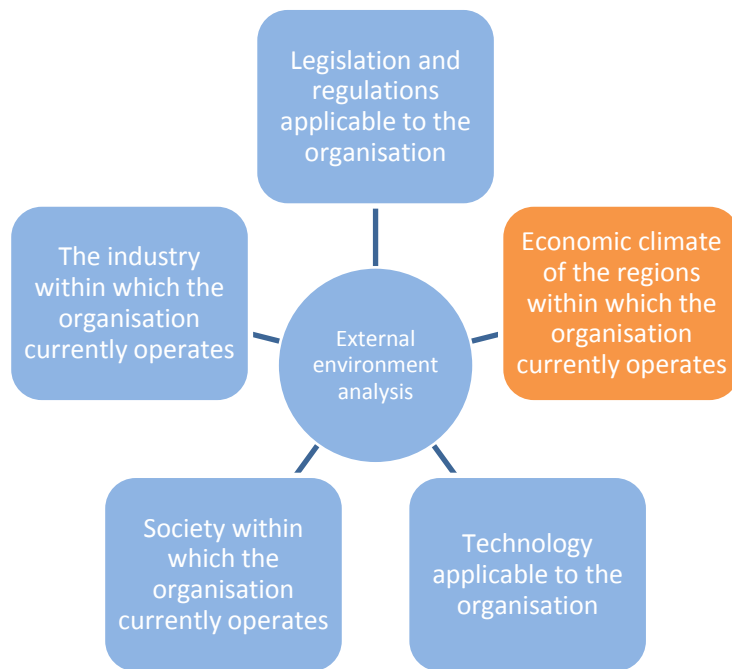 Legislation and
regulations
applicable to the
organisation
The industry
within which the
organisation
currently operates
Economic climate
of the regions
within which the
organisation
currently operates
External
environment
analysis
Society within
which the
organisation
currently operates
Technology
applicable to the
organisation